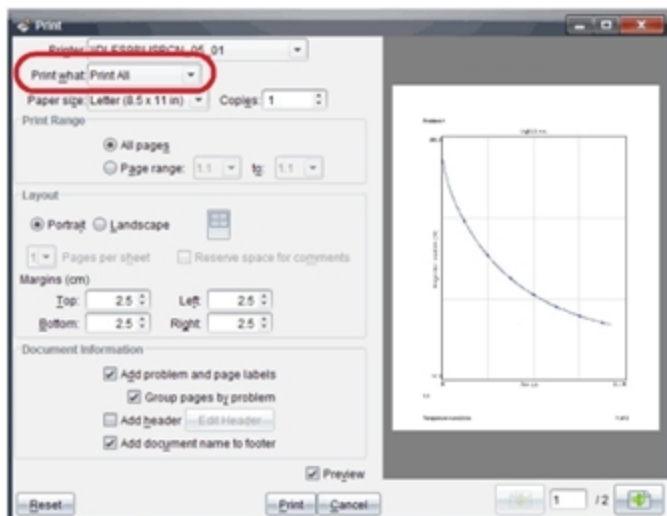 Print
Printer:
Print what: Print All
Paper size: Letter (8.5 x 11 in) Copies: 1
Print Range
All pages
Page range: 1.1 to: 1.1
Layout
Portrait Landscape
1 Pages per sheet Reserve space for comments
Margins (cm)
Top: 2.5 Left: 2.5
Bottom: 2.5 Right: 2.5
Document Information
Add problem and page labels
Group pages by problem
Add header Edit Header
Add document name to footer
Preview
Reset Print Cancel
1 /2